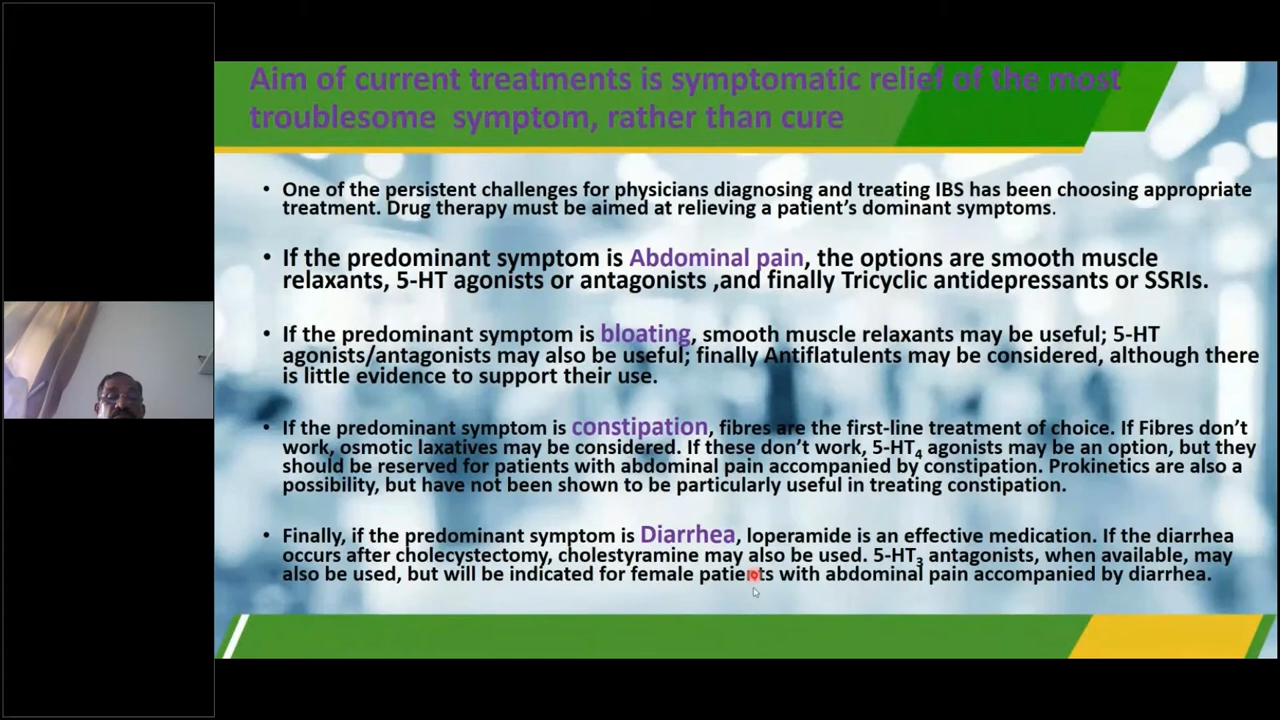 Aim of current treatments is symptomatic relief of the most
troublesome symptom, rather than cure
• One of the persistent challenges for physicians diagnosing and treating IBS has been choosing appropriate
treatment. Drug therapy must be aimed at relieving a patient’s dominant symptoms.
• If the predominant symptom is Abdominal pain, the options are smooth muscle
relaxants, 5-HT agonists or antagonists ,and finally Tricyclic antidepressants or SSRIs.
• If the predominant symptom is bloating, smooth muscle relaxants may be useful; 5-HT
agonists/antagonists may also be useful; finally Antiflatulents may be considered, although there
is little evidence to support their use.
• If the predominant symptom is constipation, fibres are the first-line treatment of choice. If Fibres don’t
work, osmotic laxatives may be considered. If these don’t work, 5-HT4 agonists may be an option, but they
should be reserved for patients with abdominal pain accompanied by constipation. Prokinetics are also a
possibility, but have not been shown to be particularly useful in treating constipation.
• Finally, if the predominant symptom is Diarrhea, loperamide is an effective medication. If the diarrhea
occurs after cholecystectomy, cholestyramine may also be used. 5-HT3 antagonists, when available, may
also be used, but will be indicated for female patients with abdominal pain accompanied by diarrhea.